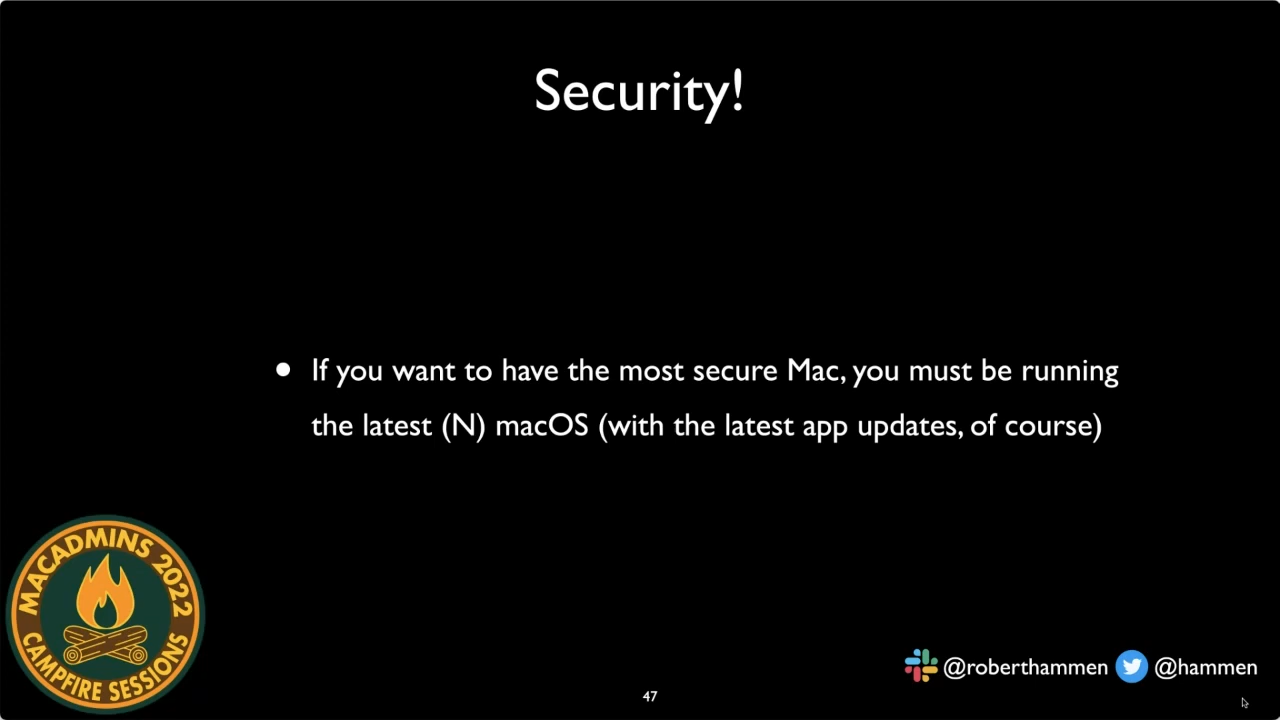 Security!
• If you want to have the most secure Mac, you must be running
the latest (N) macOS (with the latest app updates, of course)
MACADMINS 2022
CAMPFIRE SESSIONS
@roberthammen @hammen
47